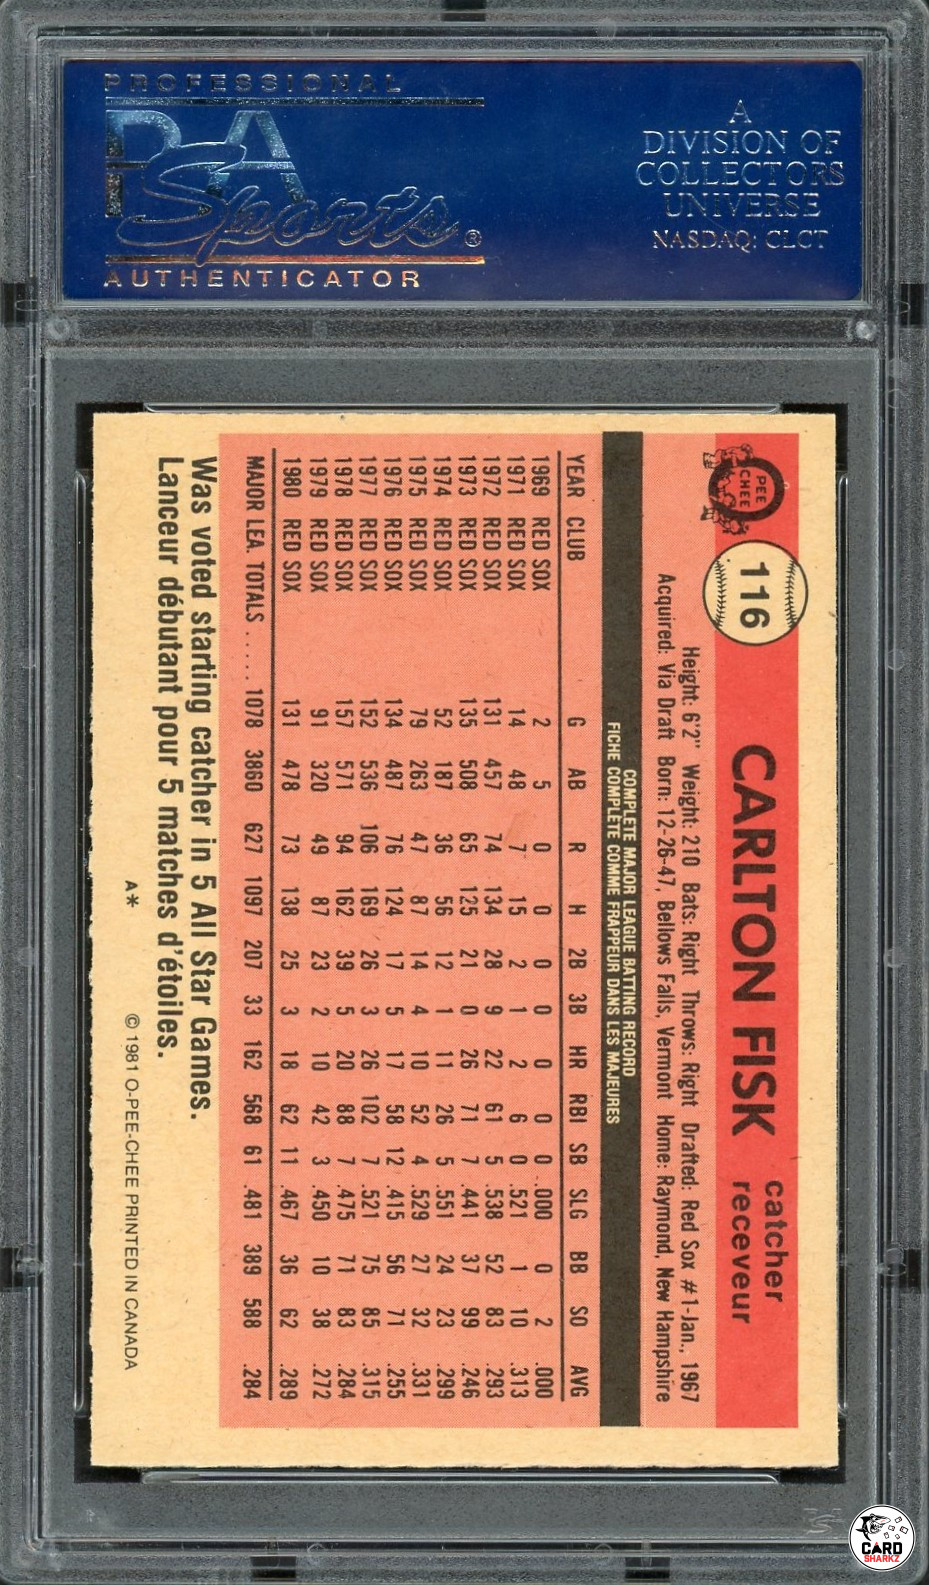 PROFESSIONAL
PSA
Sports®
AUTHENTICATOR
A
DIVISION OF
COLLECTORS
UNIVERSE
NASDAQ: CLCT
O
PEE
CHEE
116
CARLTON FISK
catcher
receveur
Height: 6'2" Weight: 210 Bats: Right Throws: Right Drafted: Red Sox #1-Jan., 1967
Acquired: Via Draft Born: 12-26-47, Bellows Falls, Vermont Home: Raymond, New Hampshire
COMPLETE MAJOR LEAGUE BATTING RECORD
FICHE COMPLÈTE COMME FRAPPEUR DANS LES MAJEURES
YEAR CLUB G AB R H 2B 3B HR RBI SB SLG BB SO AVG
1969 RED SOX 2 5 0 0 0 0 0 0 0 .000 0 2 .000
1971 RED SOX 14 48 7 15 2 1 2 6 0 .521 1 10 .313
1972 RED SOX 131 457 74 134 28 9 22 61 5 .538 52 83 .293
1973 RED SOX 135 508 65 125 21 0 26 71 7 .441 37 99 .246
1974 RED SOX 52 187 36 56 12 1 11 26 5 .551 24 23 .299
1975 RED SOX 79 263 47 87 14 4 10 52 4 .529 27 32 .331
1976 RED SOX 134 487 76 124 17 5 17 58 12 .415 56 71 .255
1977 RED SOX 152 536 106 169 26 3 26 102 7 .521 75 85 .315
1978 RED SOX 157 571 94 162 39 5 20 88 7 .475 71 83 .284
1979 RED SOX 91 320 49 87 23 2 10 42 3 .450 10 38 .272
1980 RED SOX 131 478 73 138 25 3 18 62 11 .467 36 62 .289
MAJOR LEA. TOTALS ..... 1078 3860 627 1097 207 33 162 568 61 .481 389 588 .284
Was voted starting catcher in 5 All Star Games.
Lanceur débutant pour 5 matches d'étoiles.
A* © 1981 O-PEE-CHEE PRINTED IN CANADA
CARD
SHARKZ